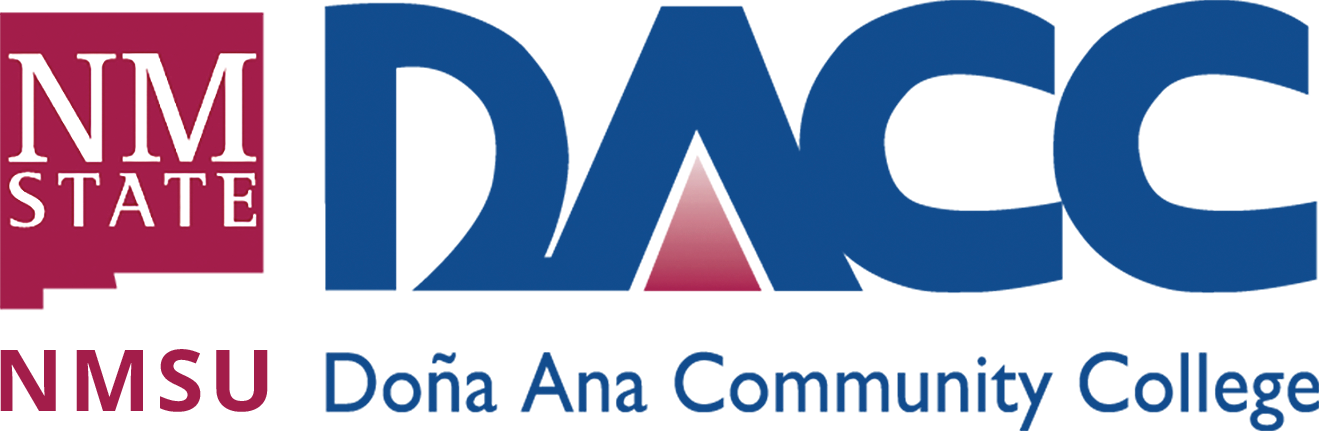 NM
STATE
NMSU
DACC
Doña Ana Community College